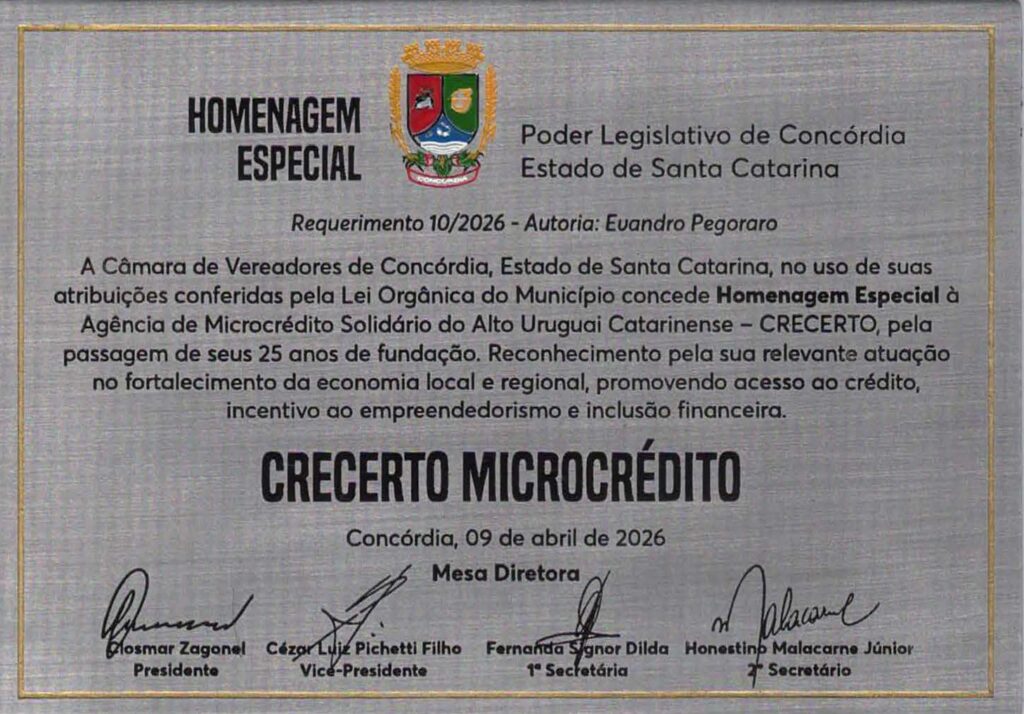 HOMENAGEM
ESPECIAL
CONCÓRDIA
Poder Legislativo de Concórdia
Estado de Santa Catarina
Requerimento 10/2026 - Autoria: Evandro Pegoraro
A Câmara de Vereadores de Concórdia, Estado de Santa Catarina, no uso de suas
atribuições conferidas pela Lei Orgânica do Município concede Homenagem Especial à
Agência de Microcrédito Solidário do Alto Uruguai Catarinense – CRECERTO, pela
passagem de seus 25 anos de fundação. Reconhecimento pela sua relevante atuação
no fortalecimento da economia local e regional, promovendo acesso ao crédito,
incentivo ao empreendedorismo e inclusão financeira.
CRECERTO MICROCRÉDITO
Concórdia, 09 de abril de 2026
Mesa Diretora
Malacarne
Closmar Zagonel Cézar Luiz Pichetti Filho Fernanda Signor Dilda Honestino Malacarne Júnior
Presidente Vice-Presidente 1ª Secretária 2º Secretário